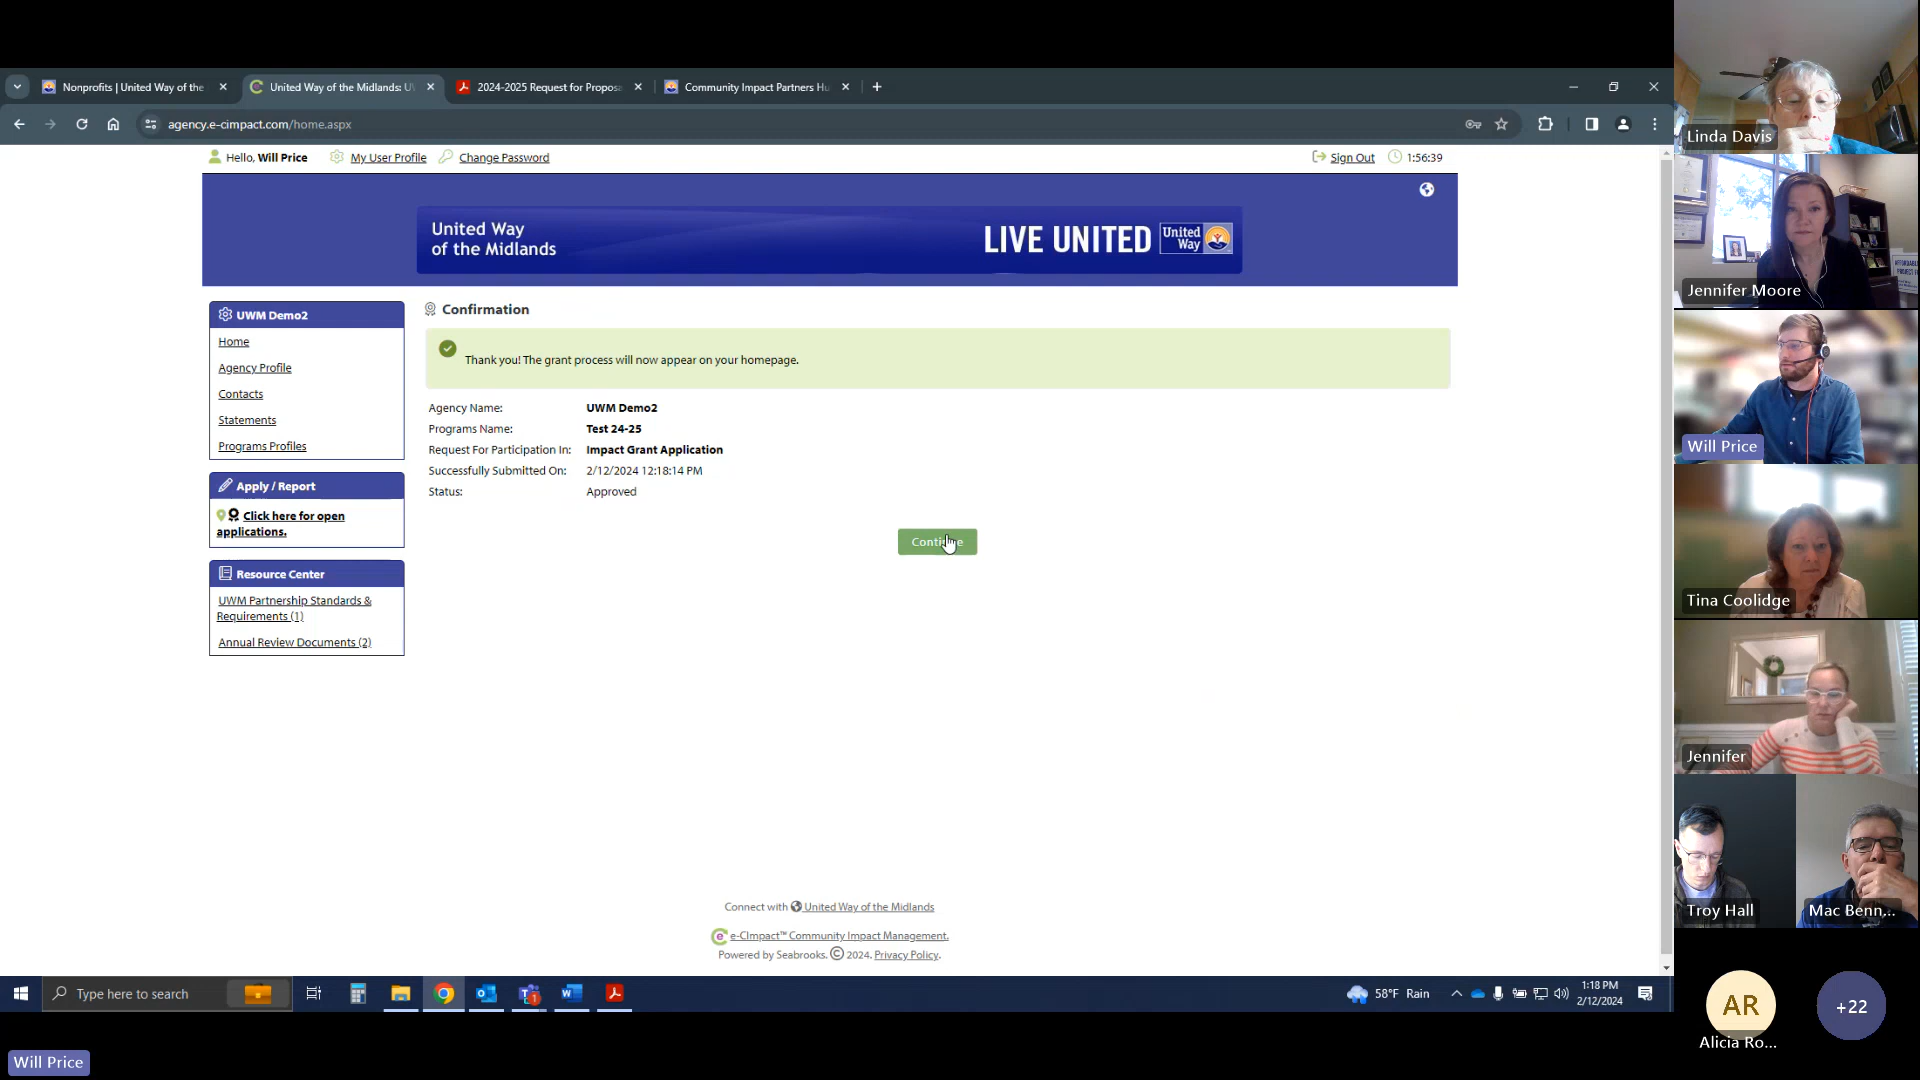 Nonprofits | United Way of the
United Way of the Midlands: U
2024-2025 Request for Proposa
Community Impact Partners Hu
agency.e-cimpact.com/home.aspx
Hello, Will Price
My User Profile
Change Password
Sign Out
1:56:39
United Way
of the Midlands
LIVE UNITED
United
Way
UWM Demo2
Home
Agency Profile
Contacts
Statements
Programs Profiles
Apply / Report
Click here for open
applications.
Resource Center
UWM Partnership Standards &
Requirements (1)
Annual Review Documents (2)
Confirmation
Thank you! The grant process will now appear on your homepage.
Agency Name: UWM Demo2
Programs Name: Test 24-25
Request For Participation In: Impact Grant Application
Successfully Submitted On: 2/12/2024 12:18:14 PM
Status: Approved
Continue
Connect with United Way of the Midlands
e-CImpact™ Community Impact Management.
Powered by Seabrooks. © 2024. Privacy Policy.
Type here to search
58°F Rain
1:18 PM
2/12/2024
Will Price
Linda Davis
Jennifer Moore
Will Price
Tina Coolidge
Jennifer
Troy Hall
Mac Benn...
AR
Alicia Ro...
+22